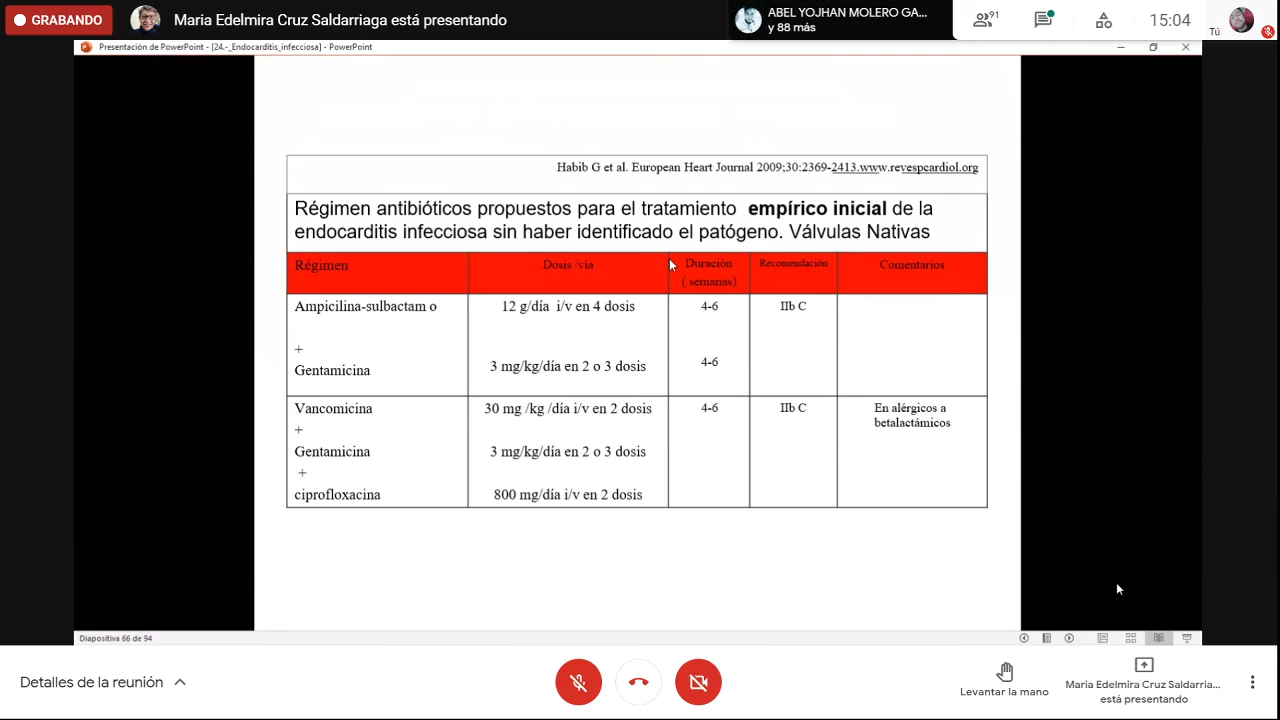 GRABANDO
Maria Edelmira Cruz Saldarriaga está presentando
ABEL YOJHAN MOLERO GA...
y 88 más
91
15:04
Tú
Presentación de PowerPoint - [24.-_Endocarditis_infecciosa] - PowerPoint
Habib G et al. European Heart Journal 2009;30:2369-2413.www.revespcardiol.org
Régimen antibióticos propuestos para el tratamiento empírico inicial de la
endocarditis infecciosa sin haber identificado el patógeno. Válvulas Nativas
Régimen Dosis /vía Duración Recomendación Comentarios
( semanas)
Ampicilina-sulbactam o 12 g/día i/v en 4 dosis 4-6 IIb C
+
Gentamicina 3 mg/kg/día en 2 o 3 dosis 4-6
Vancomicina 30 mg /kg /día i/v en 2 dosis 4-6 IIb C En alérgicos a
betalactámicos
+
Gentamicina 3 mg/kg/día en 2 o 3 dosis
+
ciprofloxacina 800 mg/día i/v en 2 dosis
Diapositiva 66 de 94
Detalles de la reunión
Levantar la mano
Maria Edelmira Cruz Saldarria...
está presentando